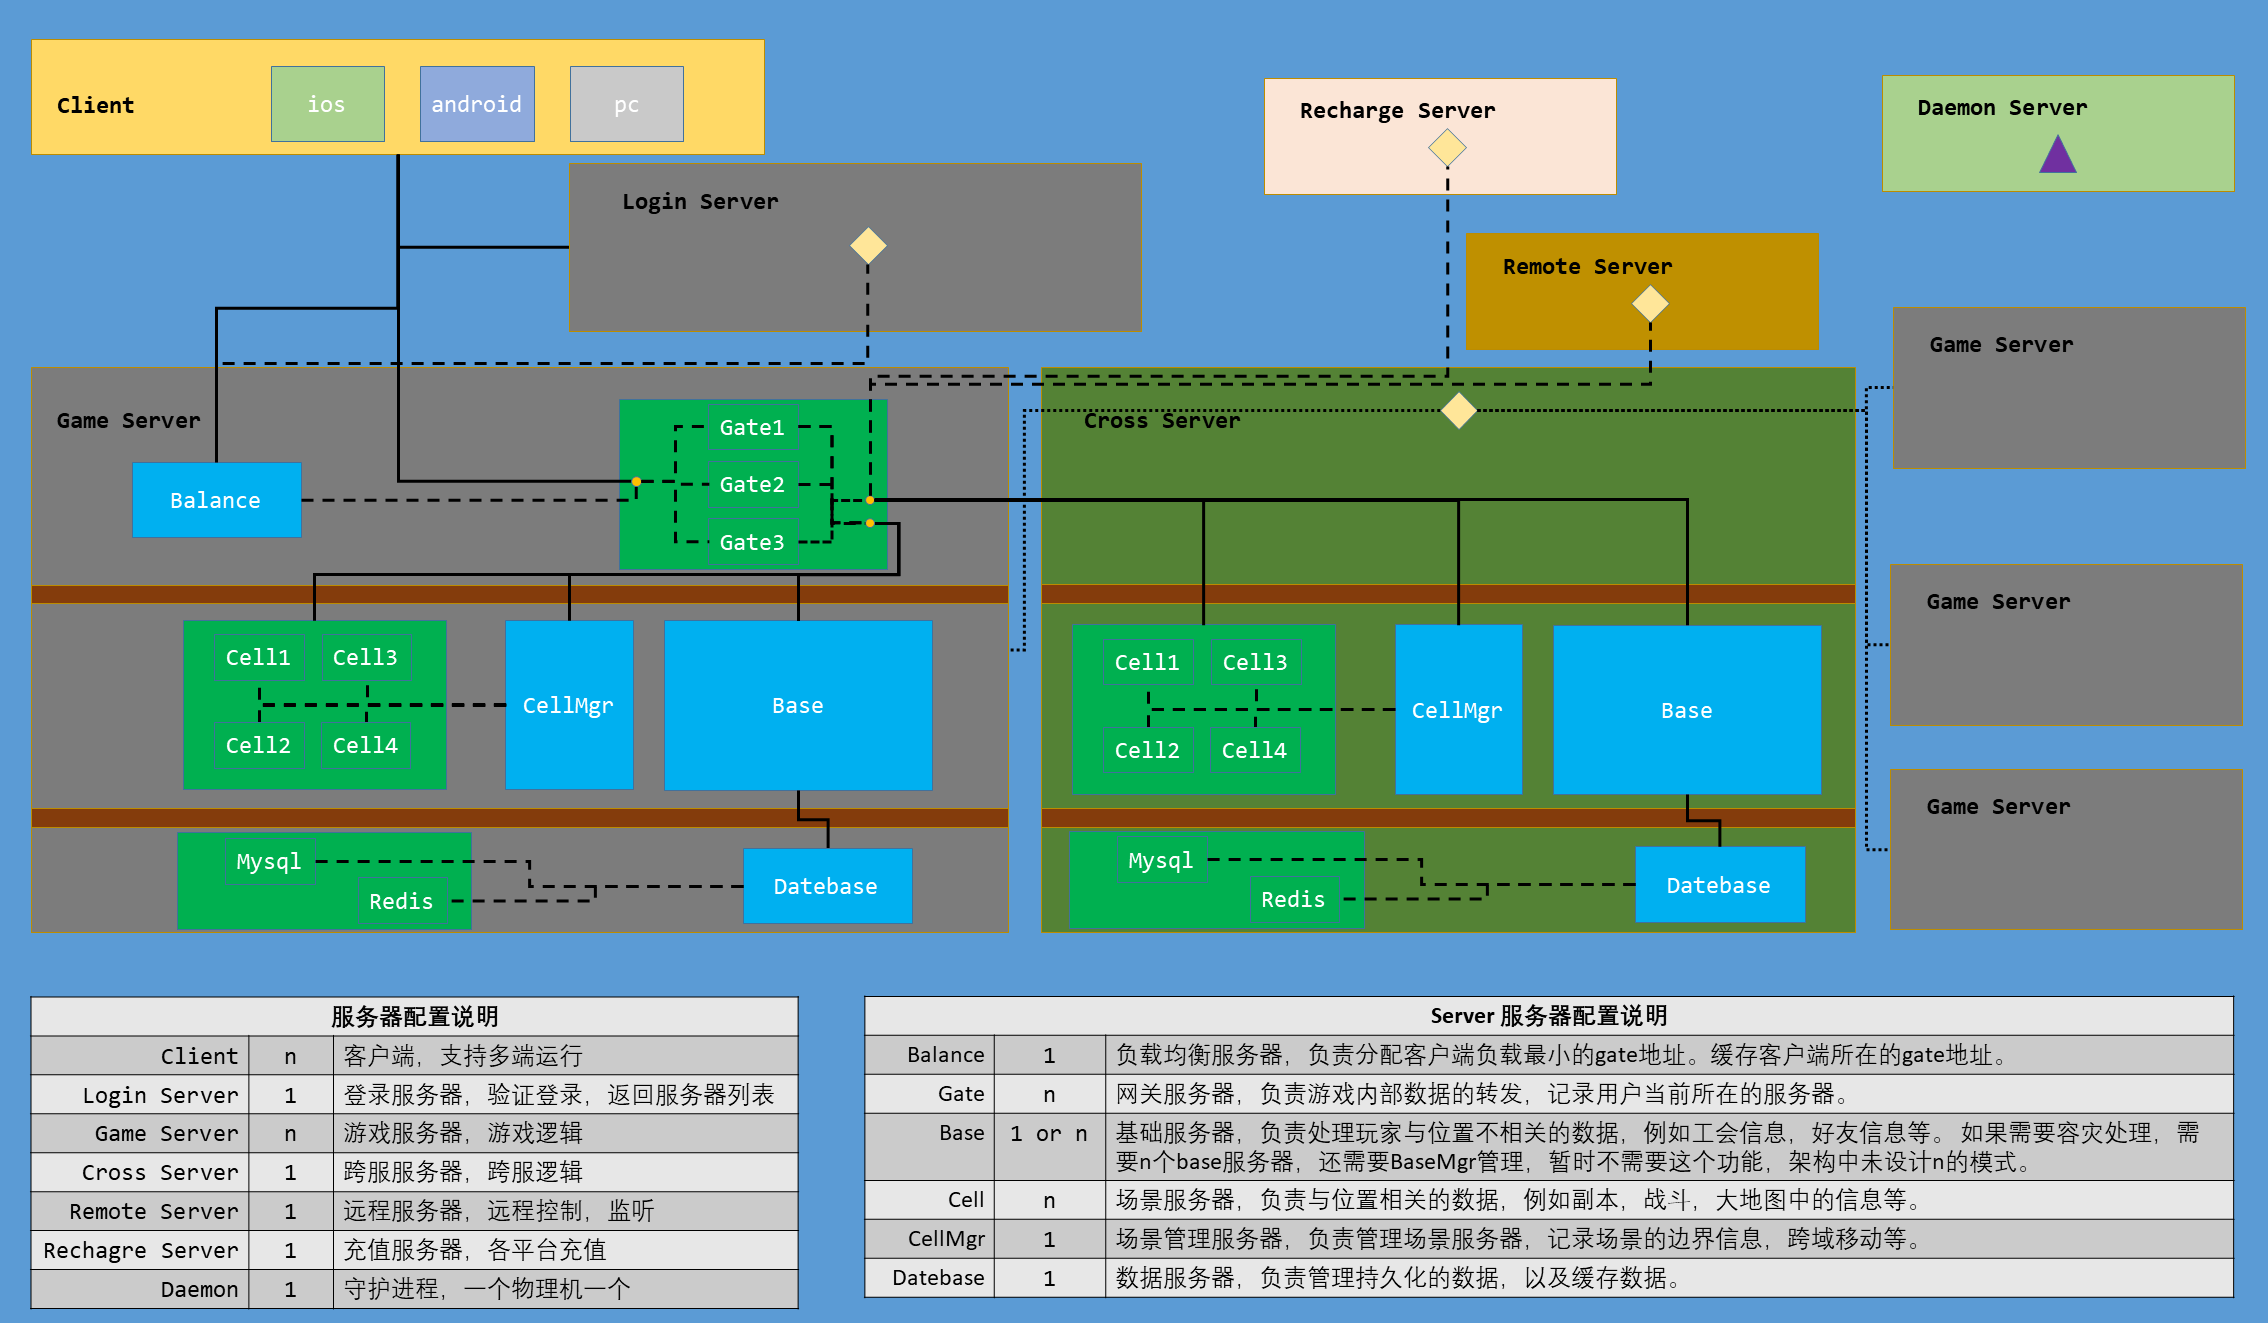 Client
ios
android
pc
Recharge Server
Daemon Server
Login Server
Remote Server
Game Server
Game Server
Gate1
Gate2
Gate3
Balance
Cross Server
Game Server
Game Server
Cell1
Cell3
Cell2
Cell4
CellMgr
Base
Cell1
Cell3
Cell2
Cell4
CellMgr
Base
Mysql
Redis
Datebase
Mysql
Redis
Datebase
服务器配置说明
Client n 客户端，支持多端运行
Login Server 1 登录服务器，验证登录，返回服务器列表
Game Server n 游戏服务器，游戏逻辑
Cross Server 1 跨服服务器，跨服逻辑
Remote Server 1 远程服务器，远程控制，监听
Rechagre Server 1 充值服务器，各平台充值
Daemon 1 守护进程，一个物理机一个
Server 服务器配置说明
Balance 1 负载均衡服务器，负责分配客户端负载最小的gate地址。缓存客户端所在的gate地址。
Gate n 网关服务器，负责游戏内部数据的转发，记录用户当前所在的服务器。
Base 1 or n 基础服务器，负责处理玩家与位置不相关的数据，例如工会信息，好友信息等。 如果需要容灾处理，需
要n个base服务器，还需要BaseMgr管理，暂时不需要这个功能，架构中未设计n的模式。
Cell n 场景服务器，负责与位置相关的数据，例如副本，战斗，大地图中的信息等。
CellMgr 1 场景管理服务器，负责管理场景服务器，记录场景的边界信息，跨域移动等。
Datebase 1 数据服务器，负责管理持久化的数据，以及缓存数据。